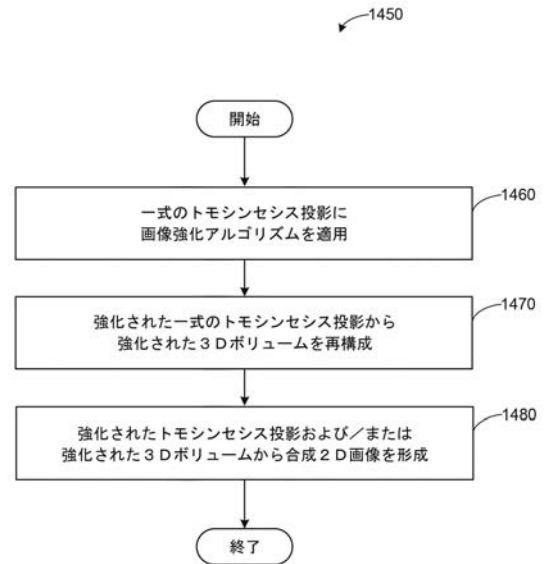 1450
開始
1460
一式のトモシンセシス投影に
画像強化アルゴリズムを適用
1470
強化された一式のトモシンセシス投影から
強化された3Dボリュームを再構成
1480
強化されたトモシンセシス投影および/または
強化された3Dボリュームから合成2D画像を形成
終了